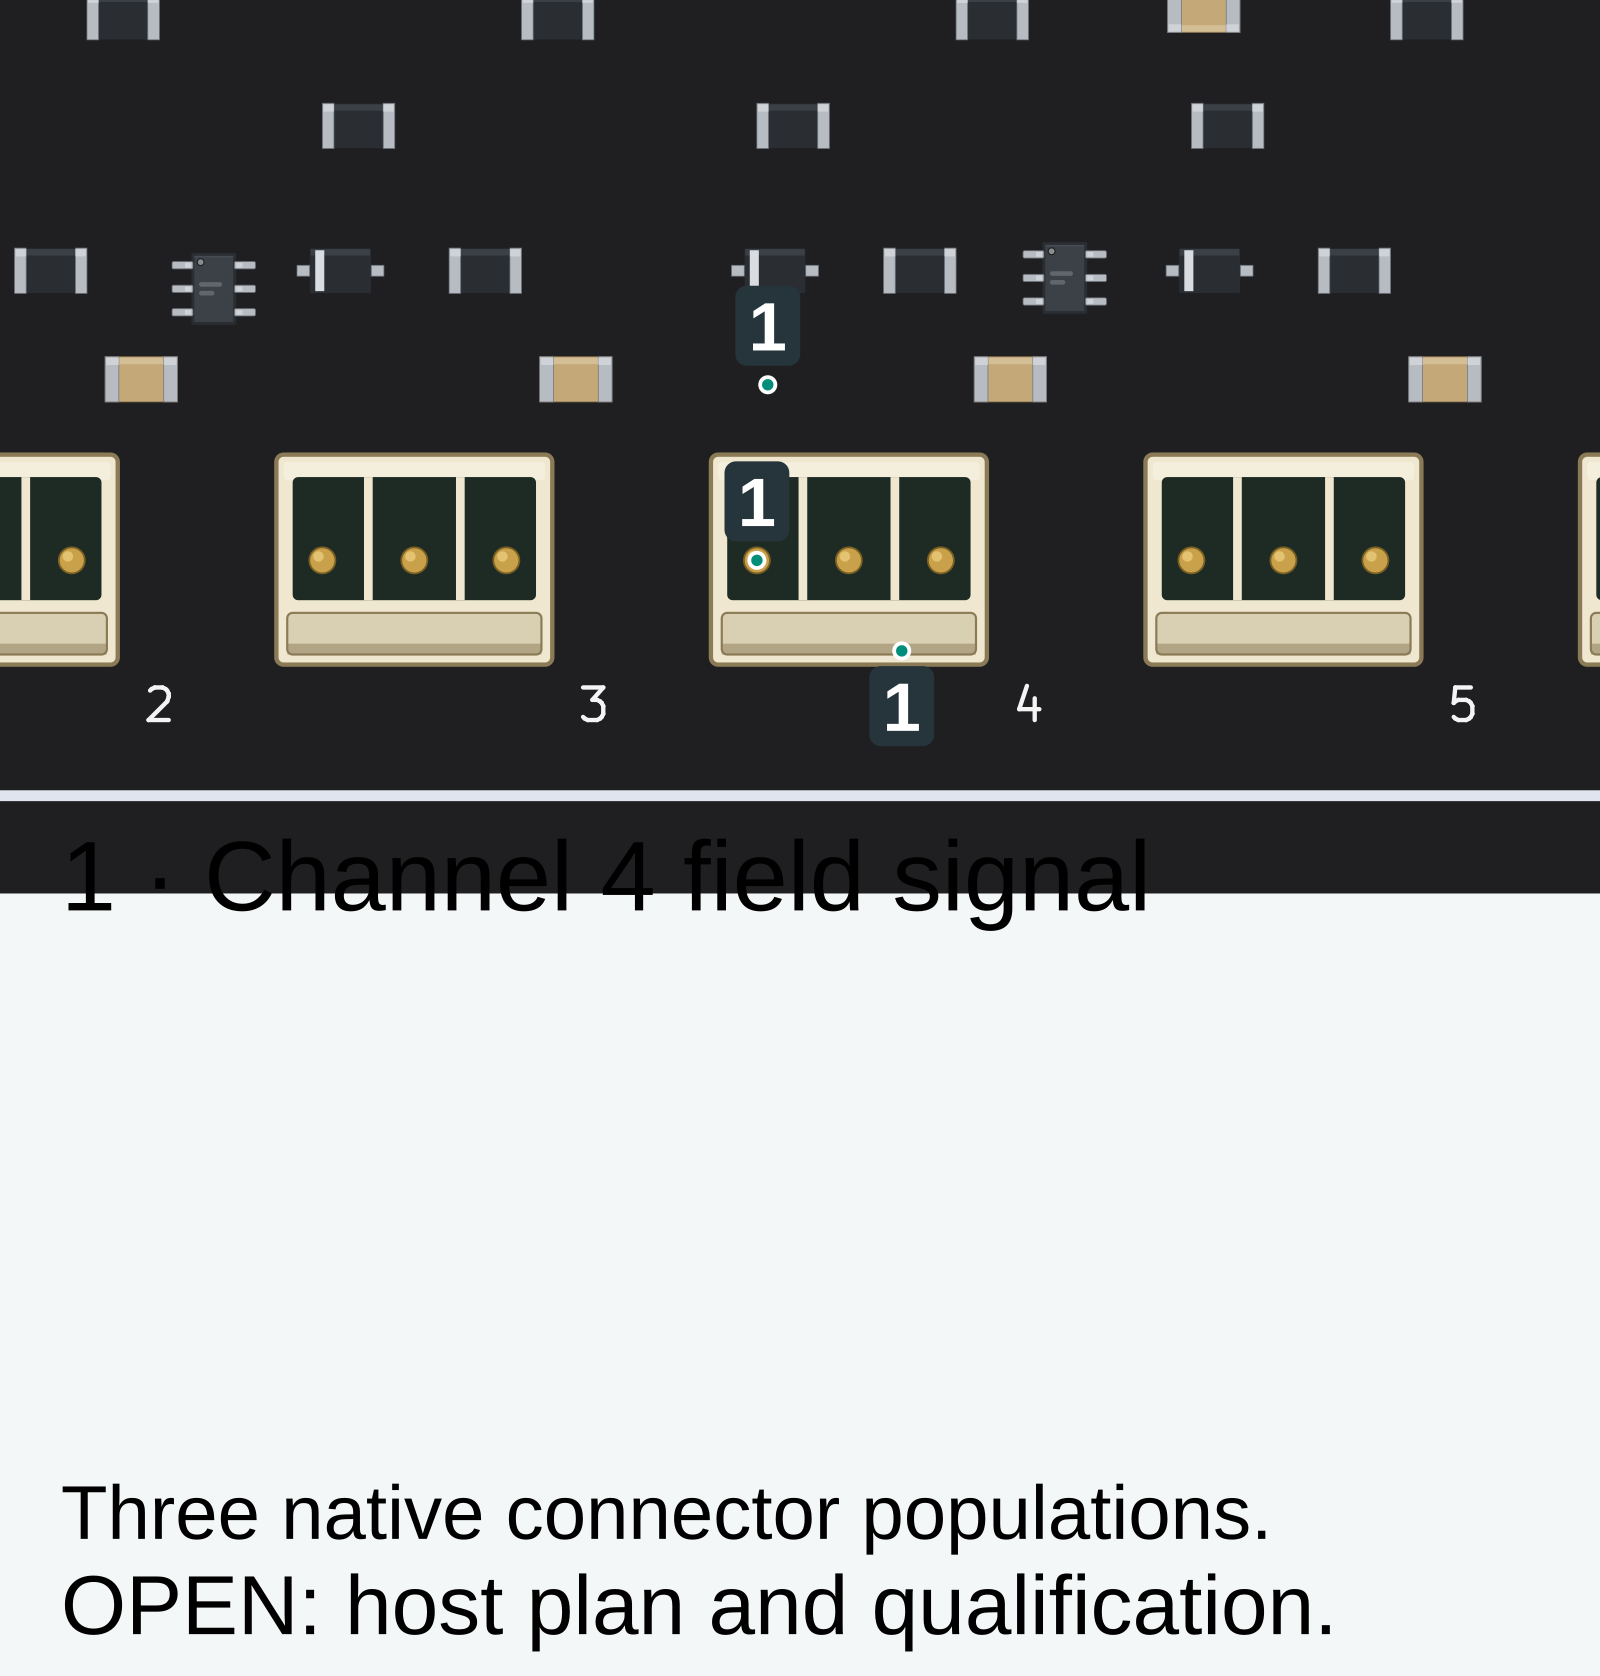 1
1
2 3 1 4 5
1 · Channel 4 field signal
Three native connector populations.
OPEN: host plan and qualification.